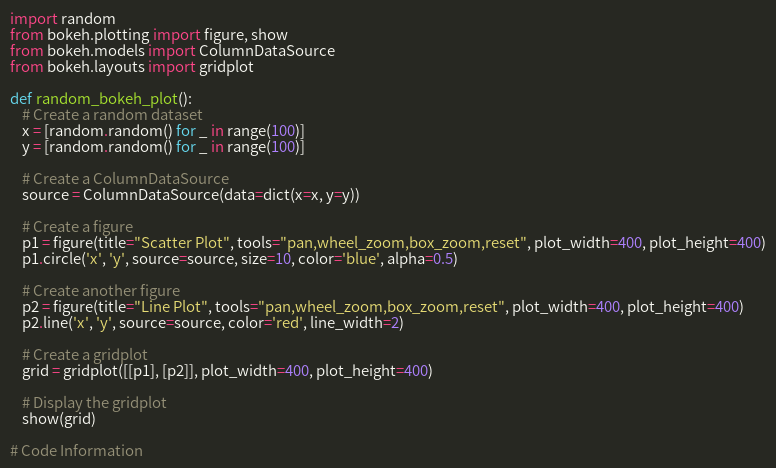 import random
from bokeh.plotting import figure, show
from bokeh.models import ColumnDataSource
from bokeh.layouts import gridplot

def random_bokeh_plot():
    # Create a random dataset
    x = [random.random() for _ in range(100)]
    y = [random.random() for _ in range(100)]

    # Create a ColumnDataSource
    source = ColumnDataSource(data=dict(x=x, y=y))

    # Create a figure
    p1 = figure(title="Scatter Plot", tools="pan,wheel_zoom,box_zoom,reset", plot_width=400, plot_height=400)
    p1.circle('x', 'y', source=source, size=10, color='blue', alpha=0.5)

    # Create another figure
    p2 = figure(title="Line Plot", tools="pan,wheel_zoom,box_zoom,reset", plot_width=400, plot_height=400)
    p2.line('x', 'y', source=source, color='red', line_width=2)

    # Create a gridplot
    grid = gridplot([[p1], [p2]], plot_width=400, plot_height=400)

    # Display the gridplot
    show(grid)

# Code Information